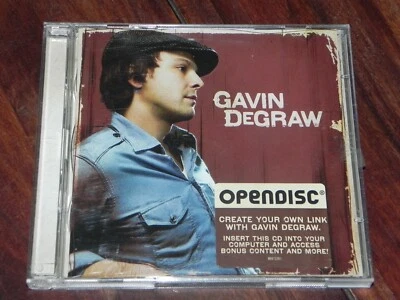 GAVIN
DEGRAW
OPENDISC®
CREATE YOUR OWN LINK
WITH GAVIN DEGRAW.
INSERT THIS CD INTO YOUR
COMPUTER AND ACCESS
BONUS CONTENT AND MORE!